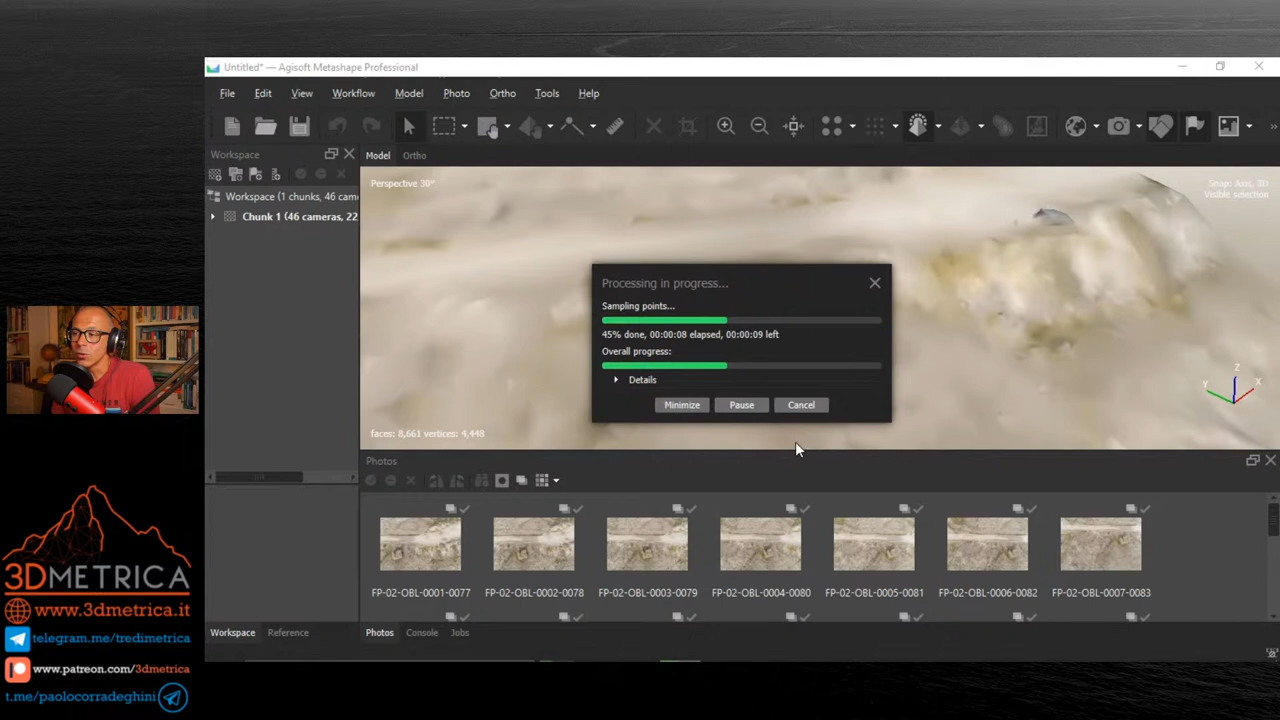 Untitled* — Agisoft Metashape Professional
File Edit View Workflow Model Photo Ortho Tools Help
Workspace
Model Ortho
Perspective 30°
Snap: Axis, 3D
Visible selection
Workspace (1 chunks, 46 cam
Chunk 1 (46 cameras, 22
Processing in progress...
Sampling points...
45% done, 00:00:08 elapsed, 00:00:09 left
Overall progress:
Details
Minimize Pause Cancel
Z
Y X
faces: 8,661 vertices: 4,448
Photos
FP-02-OBL-0001-0077 FP-02-OBL-0002-0078 FP-02-OBL-0003-0079 FP-02-OBL-0004-0080 FP-02-OBL-0005-0081 FP-02-OBL-0006-0082 FP-02-OBL-0007-0083
Workspace Reference
Photos Console Jobs
3DMETRICA
www.3dmetrica.it
telegram.me/tredimetrica
www.patreon.com/3dmetrica
t.me/paolocorradeghini